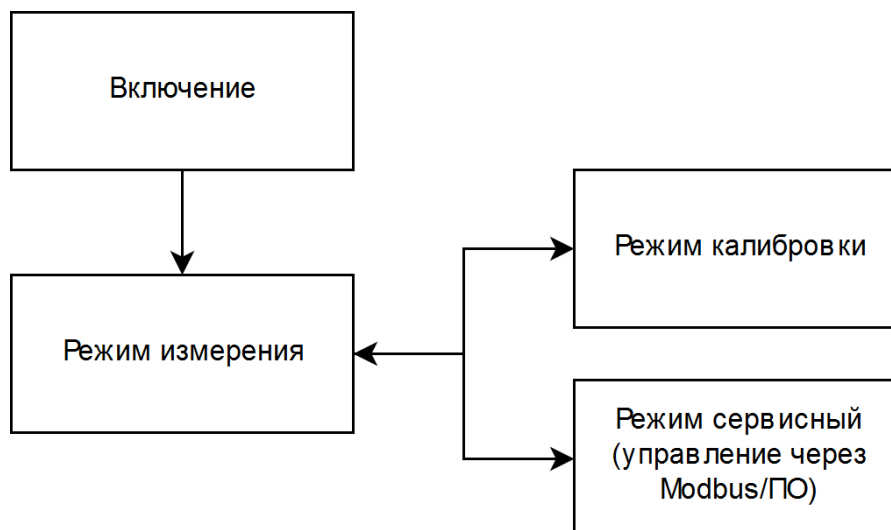 Включение
Режим калибровки
Режим измерения
Режим сервисный
(управление через
Modbus/ПО)